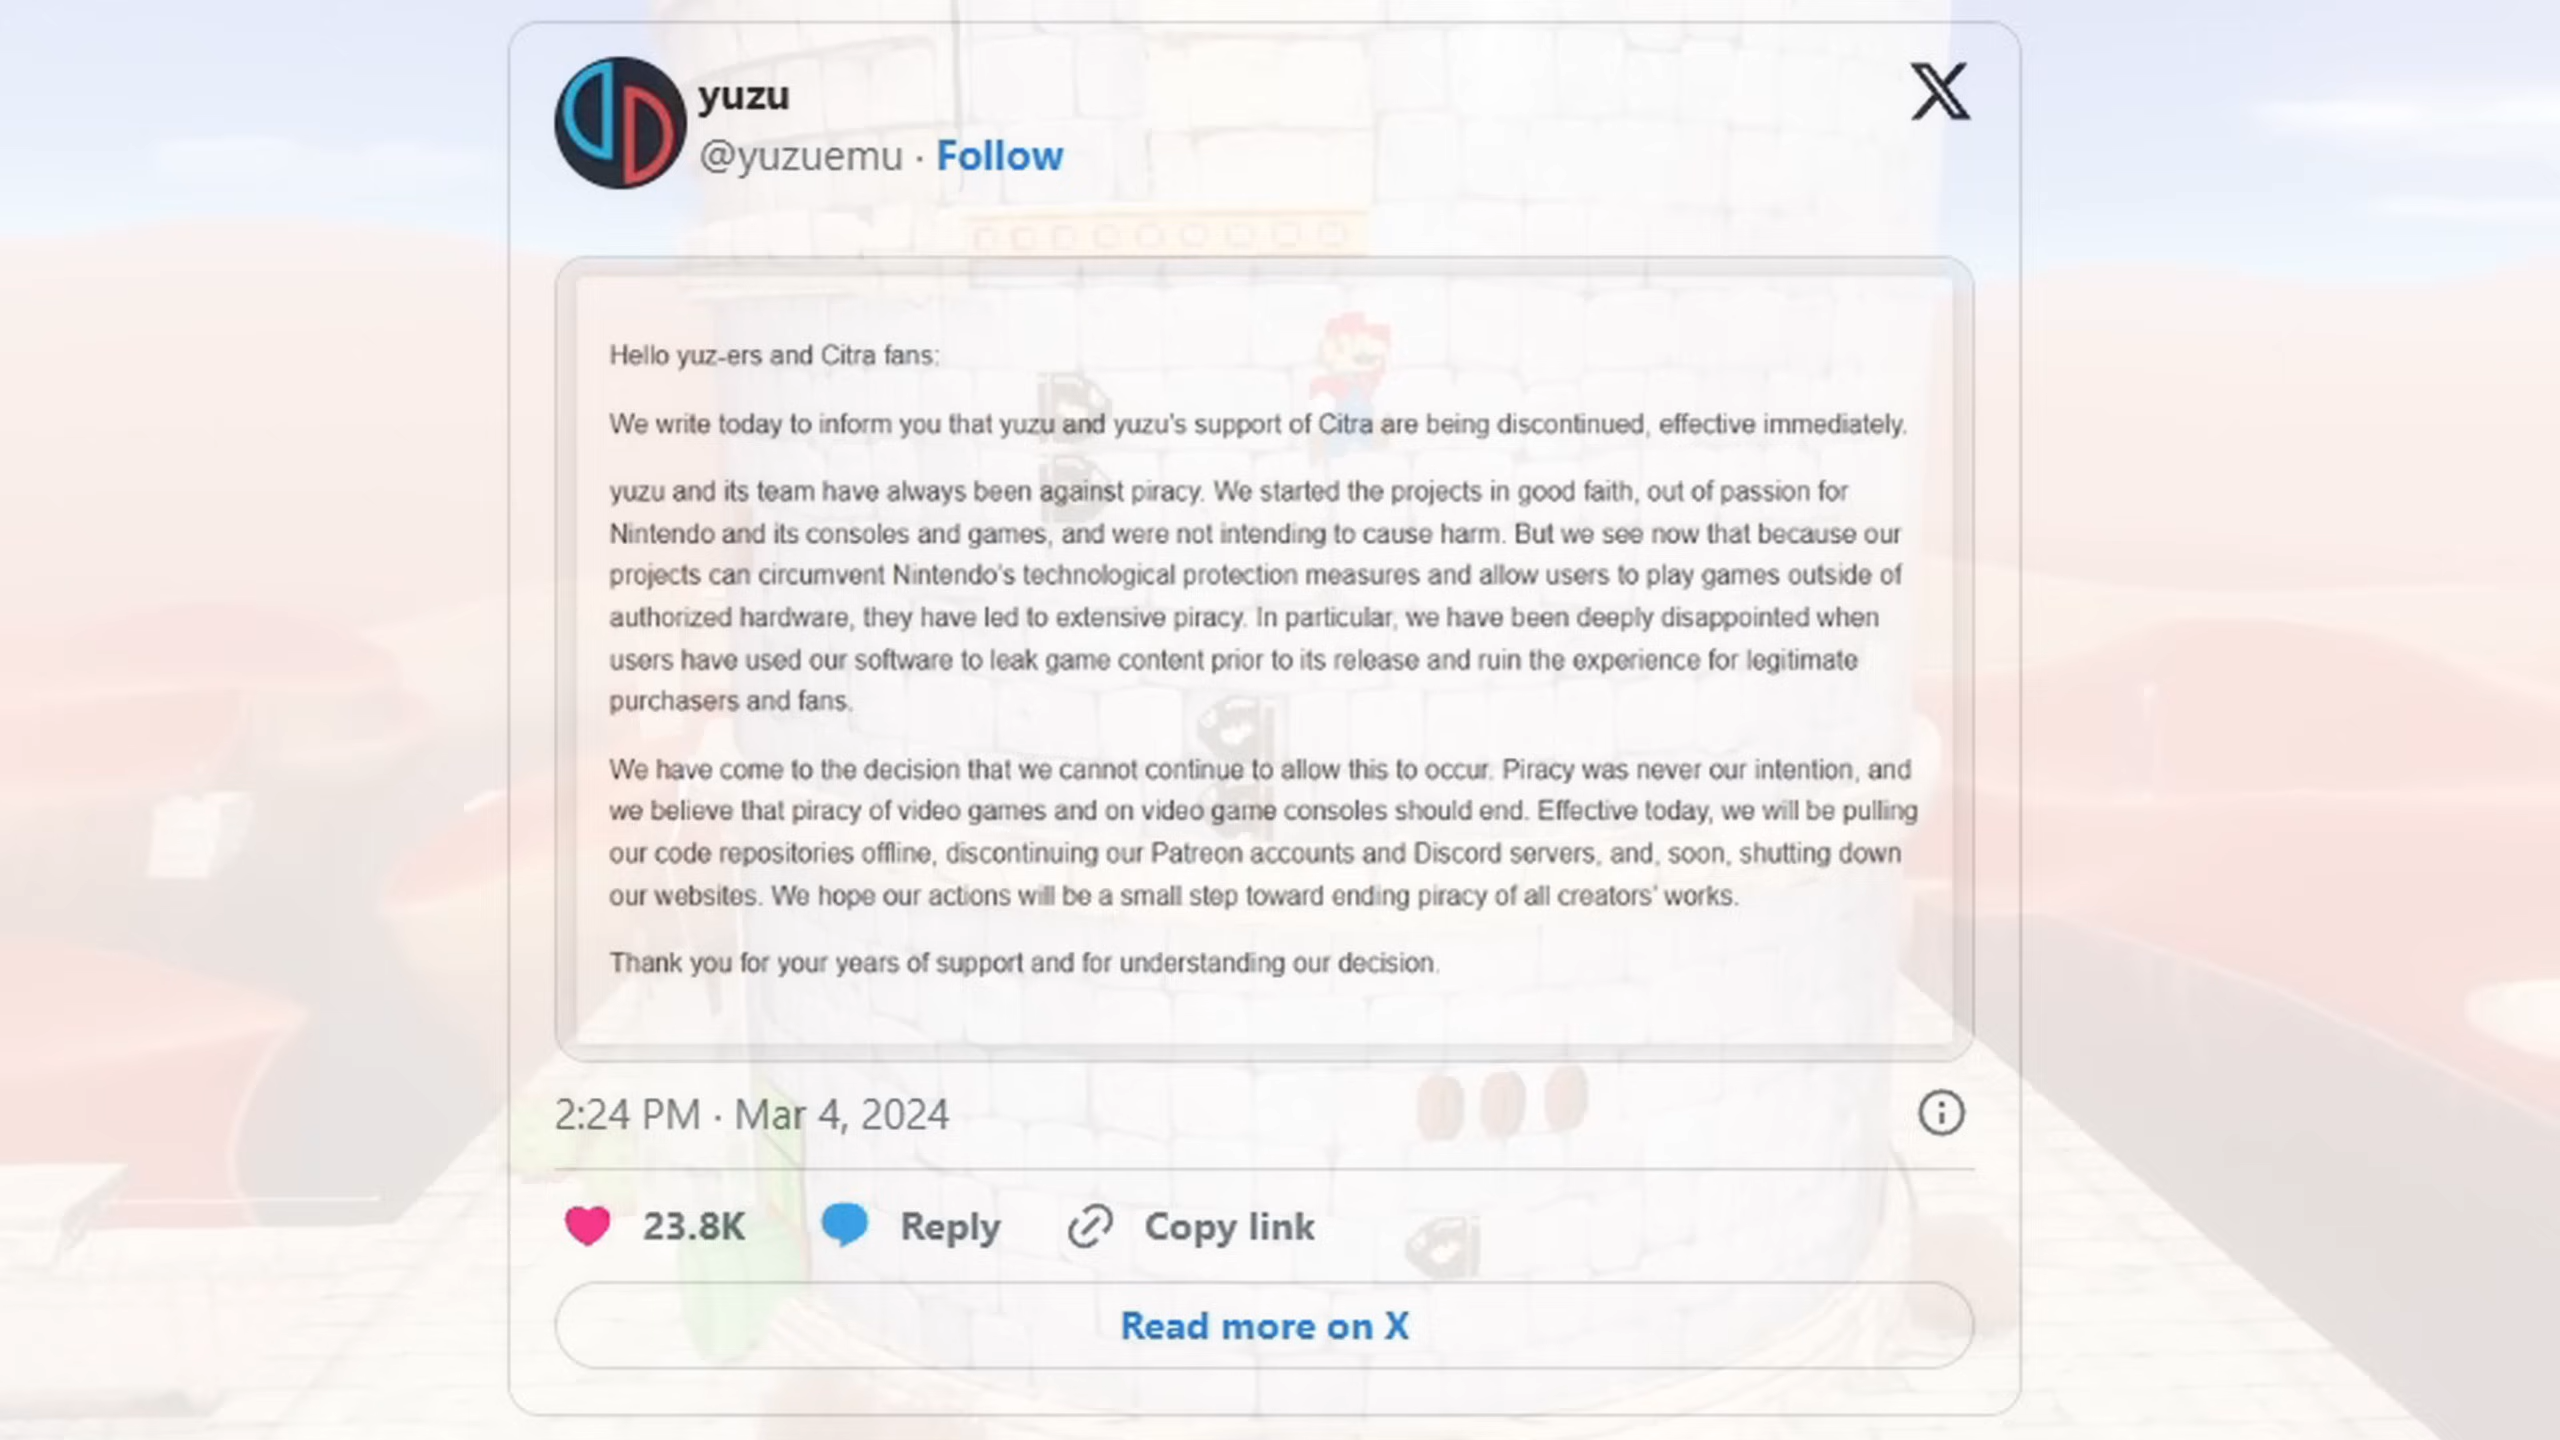 yuzu
@yuzuemu · Follow
Hello yuz-ers and Citra fans:
We write today to inform you that yuzu and yuzu's support of Citra are being discontinued, effective immediately.
yuzu and its team have always been against piracy. We started the projects in good faith, out of passion for
Nintendo and its consoles and games, and were not intending to cause harm. But we see now that because our
projects can circumvent Nintendo's technological protection measures and allow users to play games outside of
authorized hardware, they have led to extensive piracy. In particular, we have been deeply disappointed when
users have used our software to leak game content prior to its release and ruin the experience for legitimate
purchasers and fans.
We have come to the decision that we cannot continue to allow this to occur. Piracy was never our intention, and
we believe that piracy of video games and on video game consoles should end. Effective today, we will be pulling
our code repositories offline, discontinuing our Patreon accounts and Discord servers, and, soon, shutting down
our websites. We hope our actions will be a small step toward ending piracy of all creators' works.
Thank you for your years of support and for understanding our decision.
2:24 PM · Mar 4, 2024
23.8K Reply Copy link
Read more on X